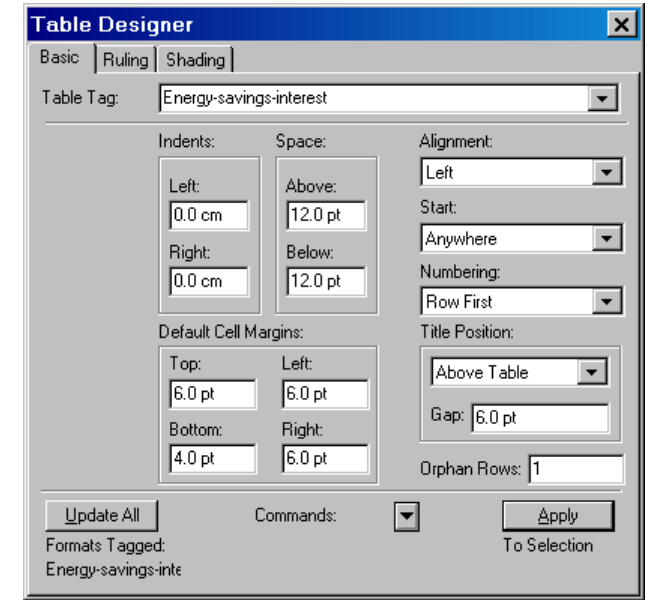 Table Designer
Basic Ruling Shading
Table Tag: Energy-savings-interest
Indents: Space: Alignment:
Left
Left: Above:
0.0 cm 12.0 pt Start:
Anywhere
Right: Below:
0.0 cm 12.0 pt Numbering:
Row First
Default Cell Margins: Title Position:
Top: Left: Above Table
6.0 pt 6.0 pt
Gap: 6.0 pt
Bottom: Right:
4.0 pt 6.0 pt Orphan Rows: 1
Update All Commands: Apply
Formats Tagged: To Selection
Energy-savings-inte